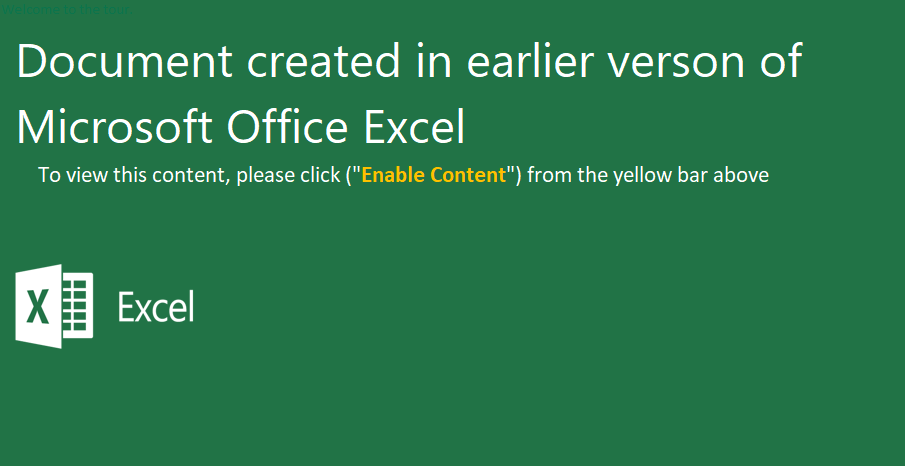 Welcome to the tour
Document created in earlier verson of
Microsoft Office Excel
To view this content, please click ("Enable Content") from the yellow bar above
X
Excel